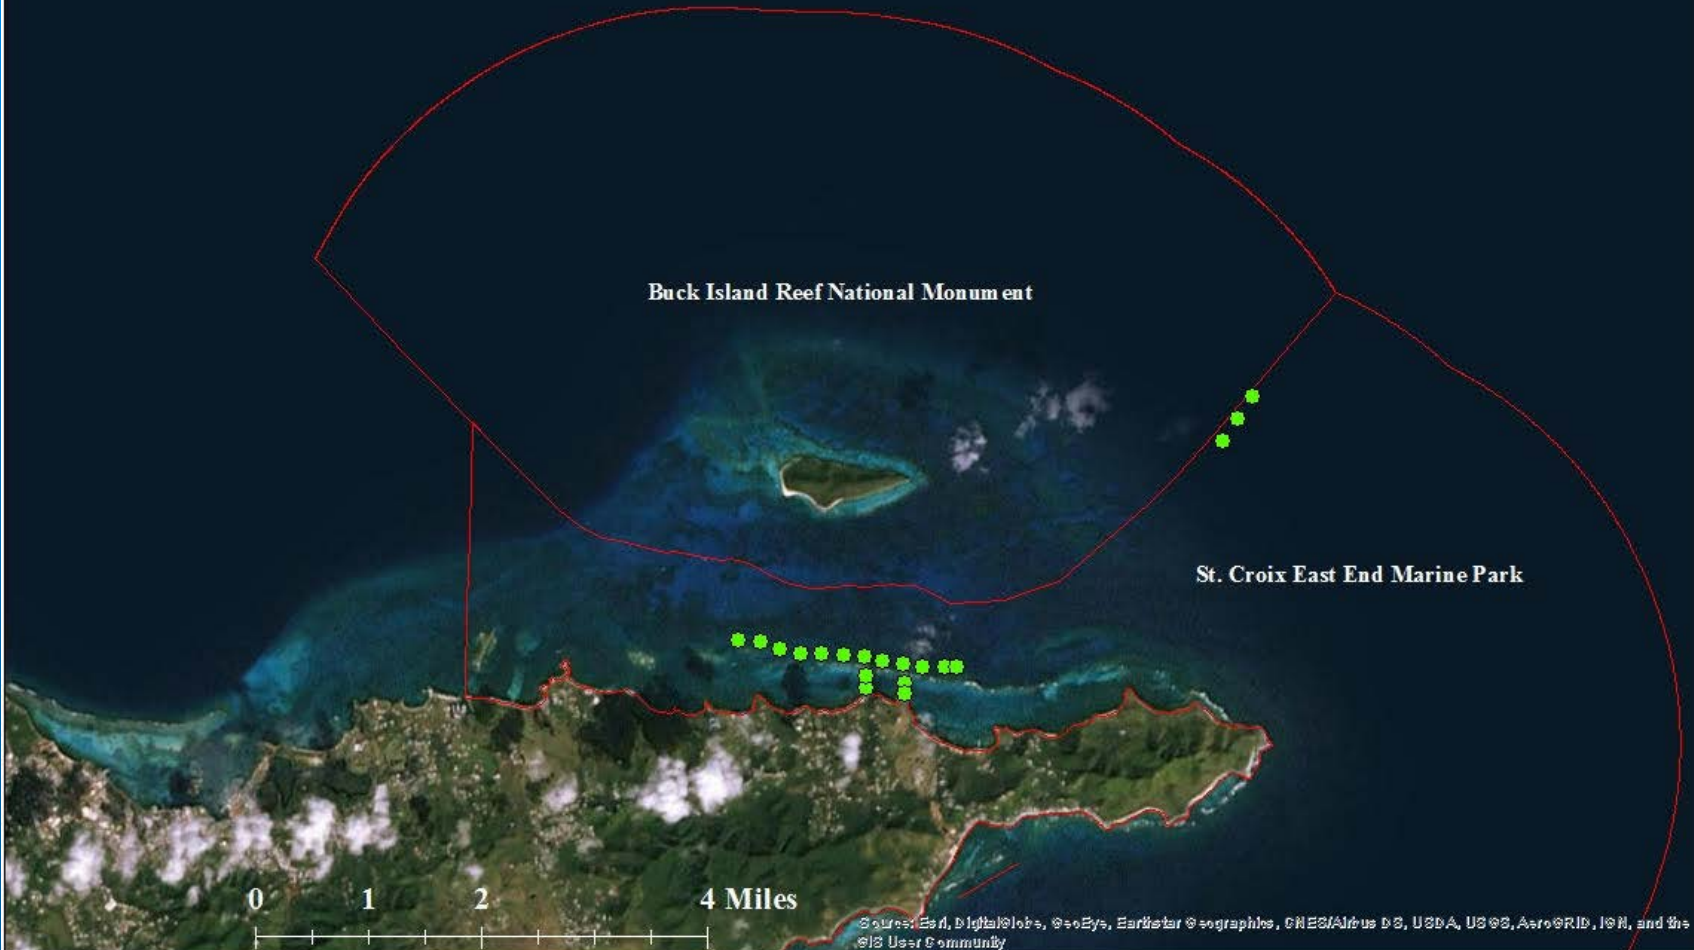 Buck Island Reef National Monument
St. Croix East End Marine Park
0 1 2 4 Miles
Source: Esri, DigitalGlobe, GeoEye, Earthstar Geographics, CNES/Airbus DS, USDA, USGS, AeroGRID, IGN, and the
GIS User Community